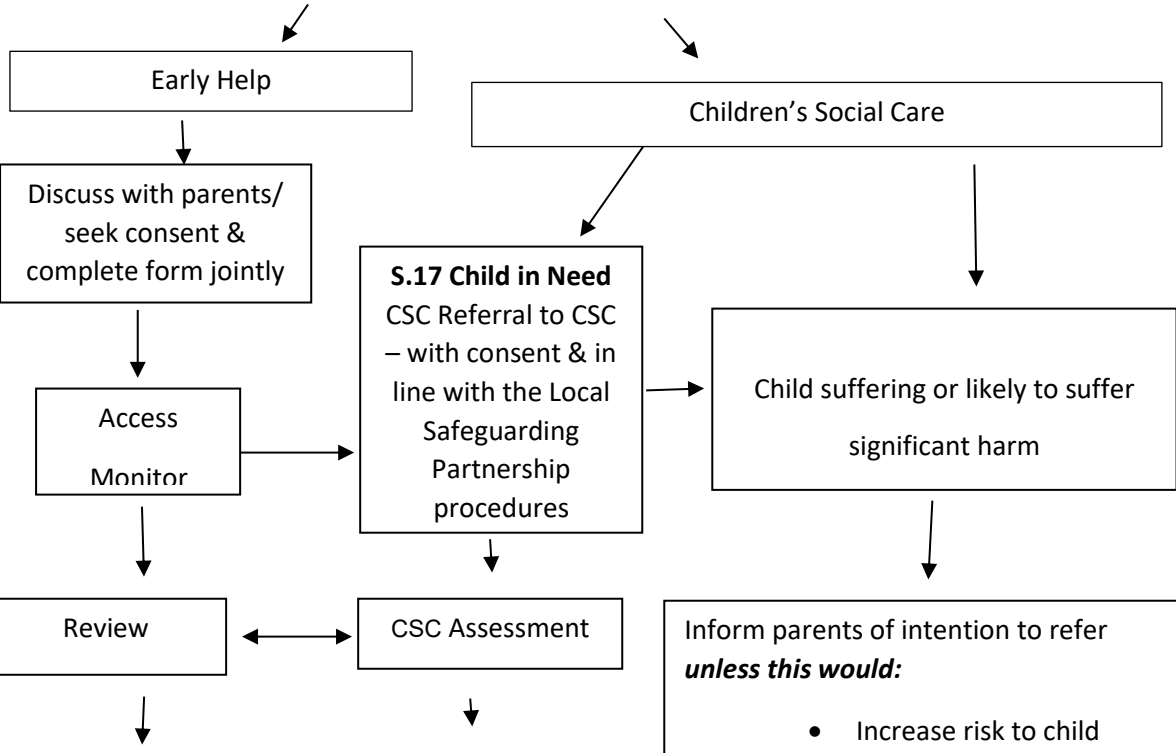 Early Help
Children’s Social Care
Discuss with parents/
seek consent &
complete form jointly
S.17 Child in Need
CSC Referral to CSC
– with consent & in
line with the Local
Safeguarding
Partnership
procedures
Child suffering or likely to suffer
significant harm
Access
Monitor
Review
CSC Assessment
Inform parents of intention to refer
unless this would:
• Increase risk to child